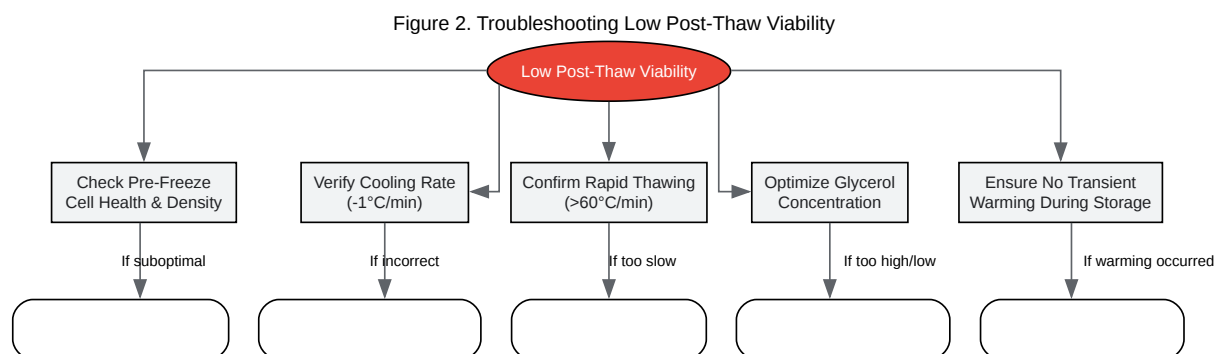 Figure 2. Troubleshooting Low Post-Thaw Viability
Low Post-Thaw Viability
Check Pre-Freeze
Cell Health & Density
Verify Cooling Rate
(-1°C/min)
Confirm Rapid Thawing
(>60°C/min)
Optimize Glycerol
Concentration
Ensure No Transient
Warming During Storage
If suboptimal
If incorrect
If too slow
If too high/low
If warming occurred